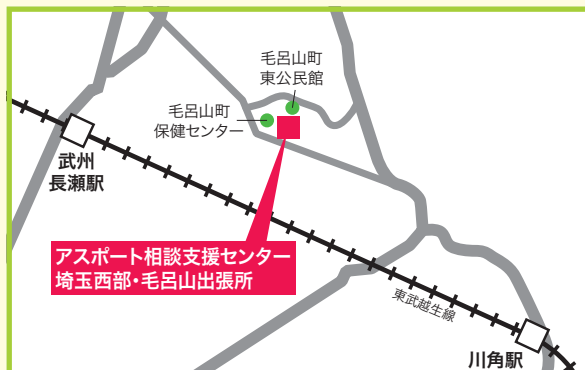 毛呂山町
東公民館
毛呂山町
保健センター
武州
長瀬駅
アスポート相談支援センター
埼玉西部・毛呂山出張所
東武越生線
川角駅